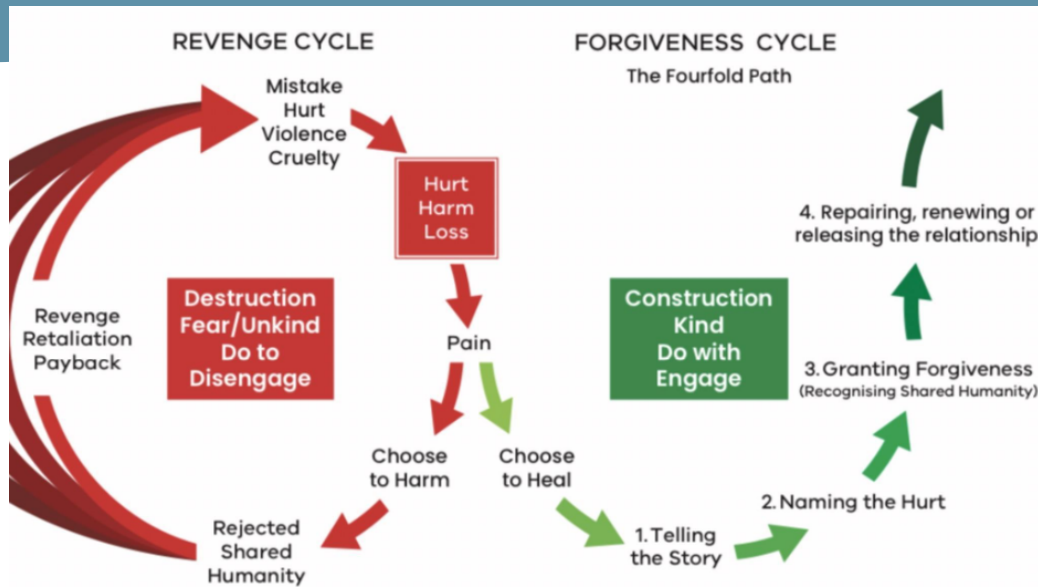 REVENGE CYCLE
Mistake
Hurt
Violence
Cruelty
Hurt
Harm
Loss
Destruction
Fear/Unkind
Do to
Disengage
Revenge
Retaliation
Payback
Pain
Choose
to Harm
Choose
to Heal
Rejected
Shared
Humanity
FORGIVENESS CYCLE
The Fourfold Path
4. Repairing, renewing or
releasing the relationship
Construction
Kind
Do with
Engage
3. Granting Forgiveness
(Recognising Shared Humanity)
2. Naming the Hurt
1. Telling
the Story